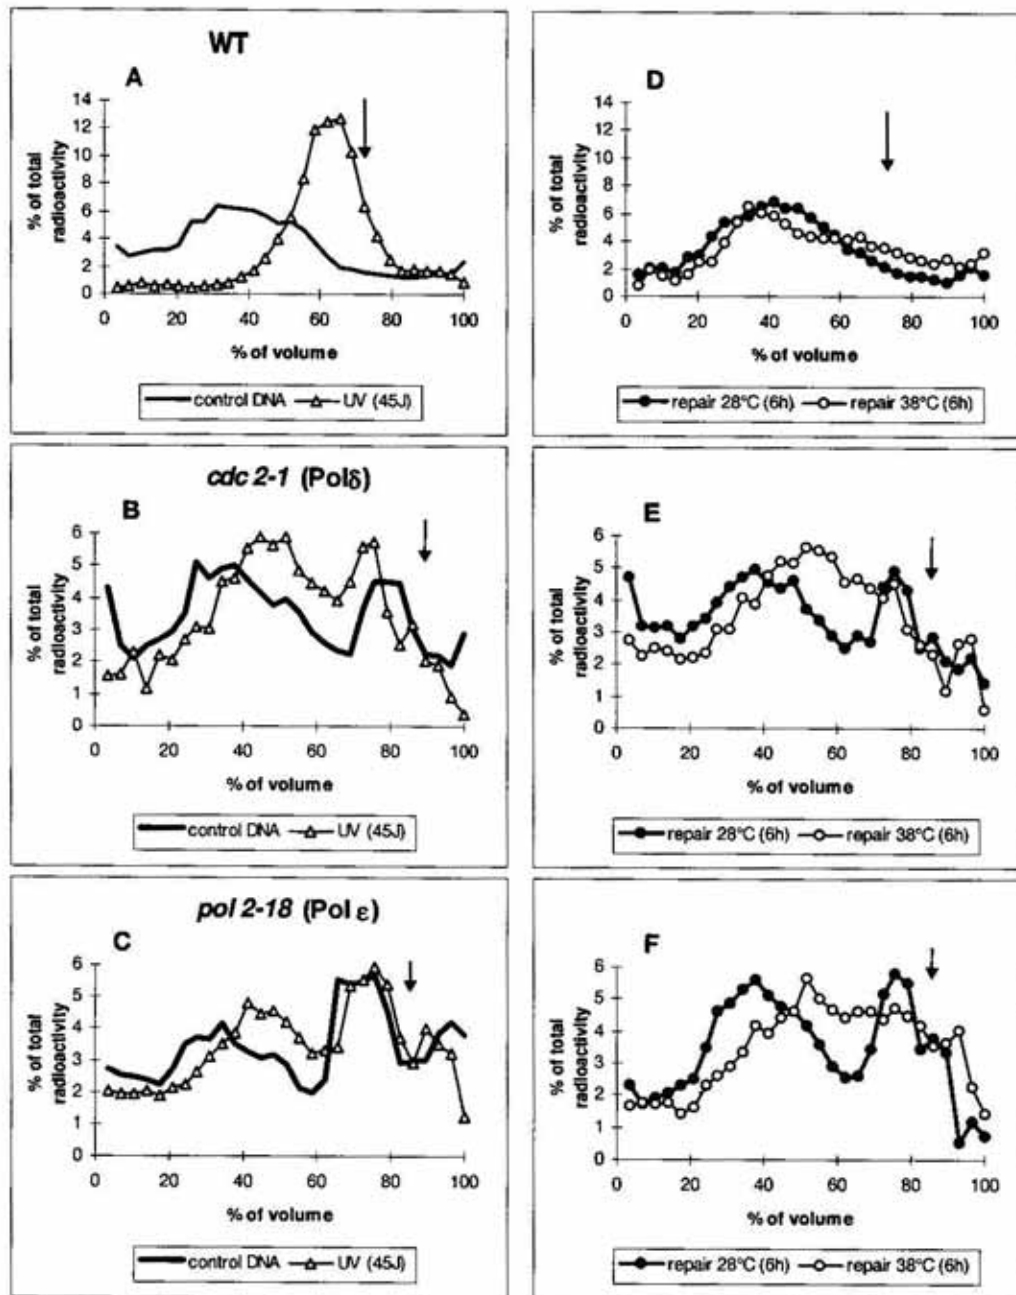 WT
A
14
12
10
8
6
4
2
0
0 20 40 60 80 100
% of total
radioactivity
% of volume
control DNA UV (45J)
D
14
12
10
8
6
4
2
0
0 20 40 60 80 100
% of total
radioactivity
% of volume
repair 28°C (6h) repair 38°C (6h)
cdc 2-1 (Polδ)
B
6
5
4
3
2
1
0
0 20 40 60 80 100
% of total
radioactivity
% of volume
control DNA UV (45J)
E
6
5
4
3
2
1
0
0 20 40 60 80 100
% of total
radioactivity
% of volume
repair 28°C (6h) repair 38°C (6h)
pol 2-18 (Pol ε)
C
6
5
4
3
2
1
0
0 20 40 60 80 100
% of total
radioactivity
% of volume
control DNA UV (45J)
F
6
5
4
3
2
1
0
0 20 40 60 80 100
% of total
radioactivity
% of volume
repair 28°C (6h) repair 38°C (6h)